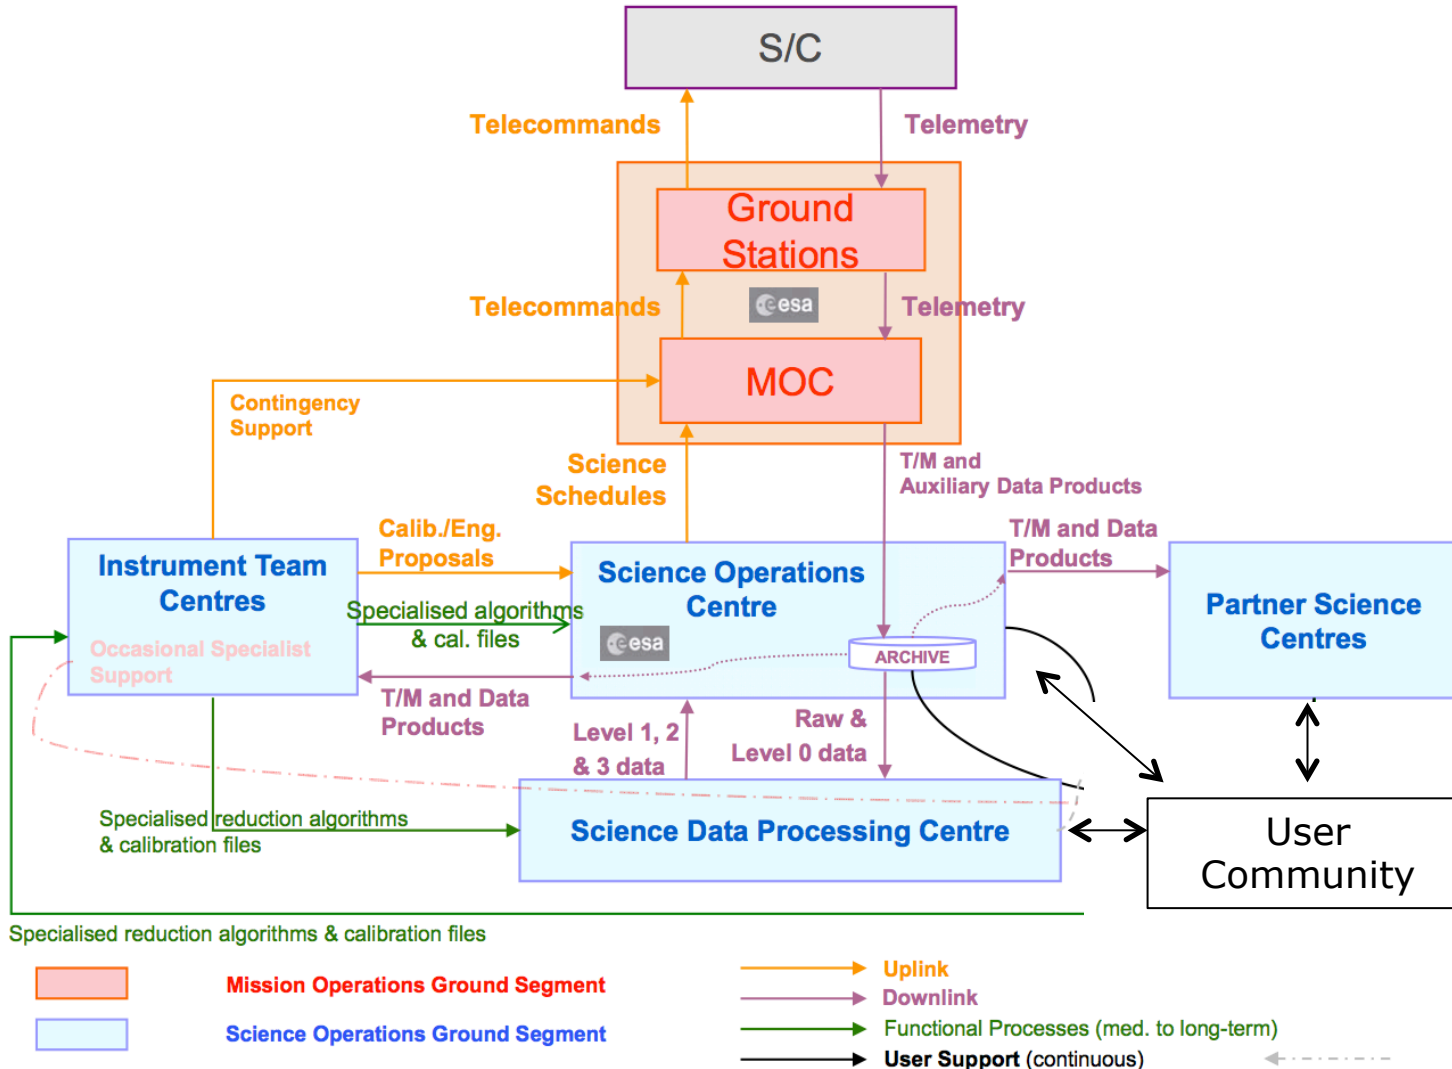 S/C
Telecommands
Telemetry
Ground
Stations
Telecommands
esa
Telemetry
MOC
Contingency
Support
Science
Schedules
T/M and
Auxiliary Data Products
Calib./Eng.
Proposals
T/M and Data
Products
Instrument Team
Centres
Science Operations
Centre
Partner Science
Centres
Specialised algorithms
& cal. files
Occasional Specialist
Support
esa
ARCHIVE
T/M and Data
Products
Level 1, 2
& 3 data
Raw &
Level 0 data
Specialised reduction algorithms
& calibration files
Science Data Processing Centre
User
Community
Specialised reduction algorithms & calibration files
Mission Operations Ground Segment
Science Operations Ground Segment
Uplink
Downlink
Functional Processes (med. to long-term)
User Support (continuous)